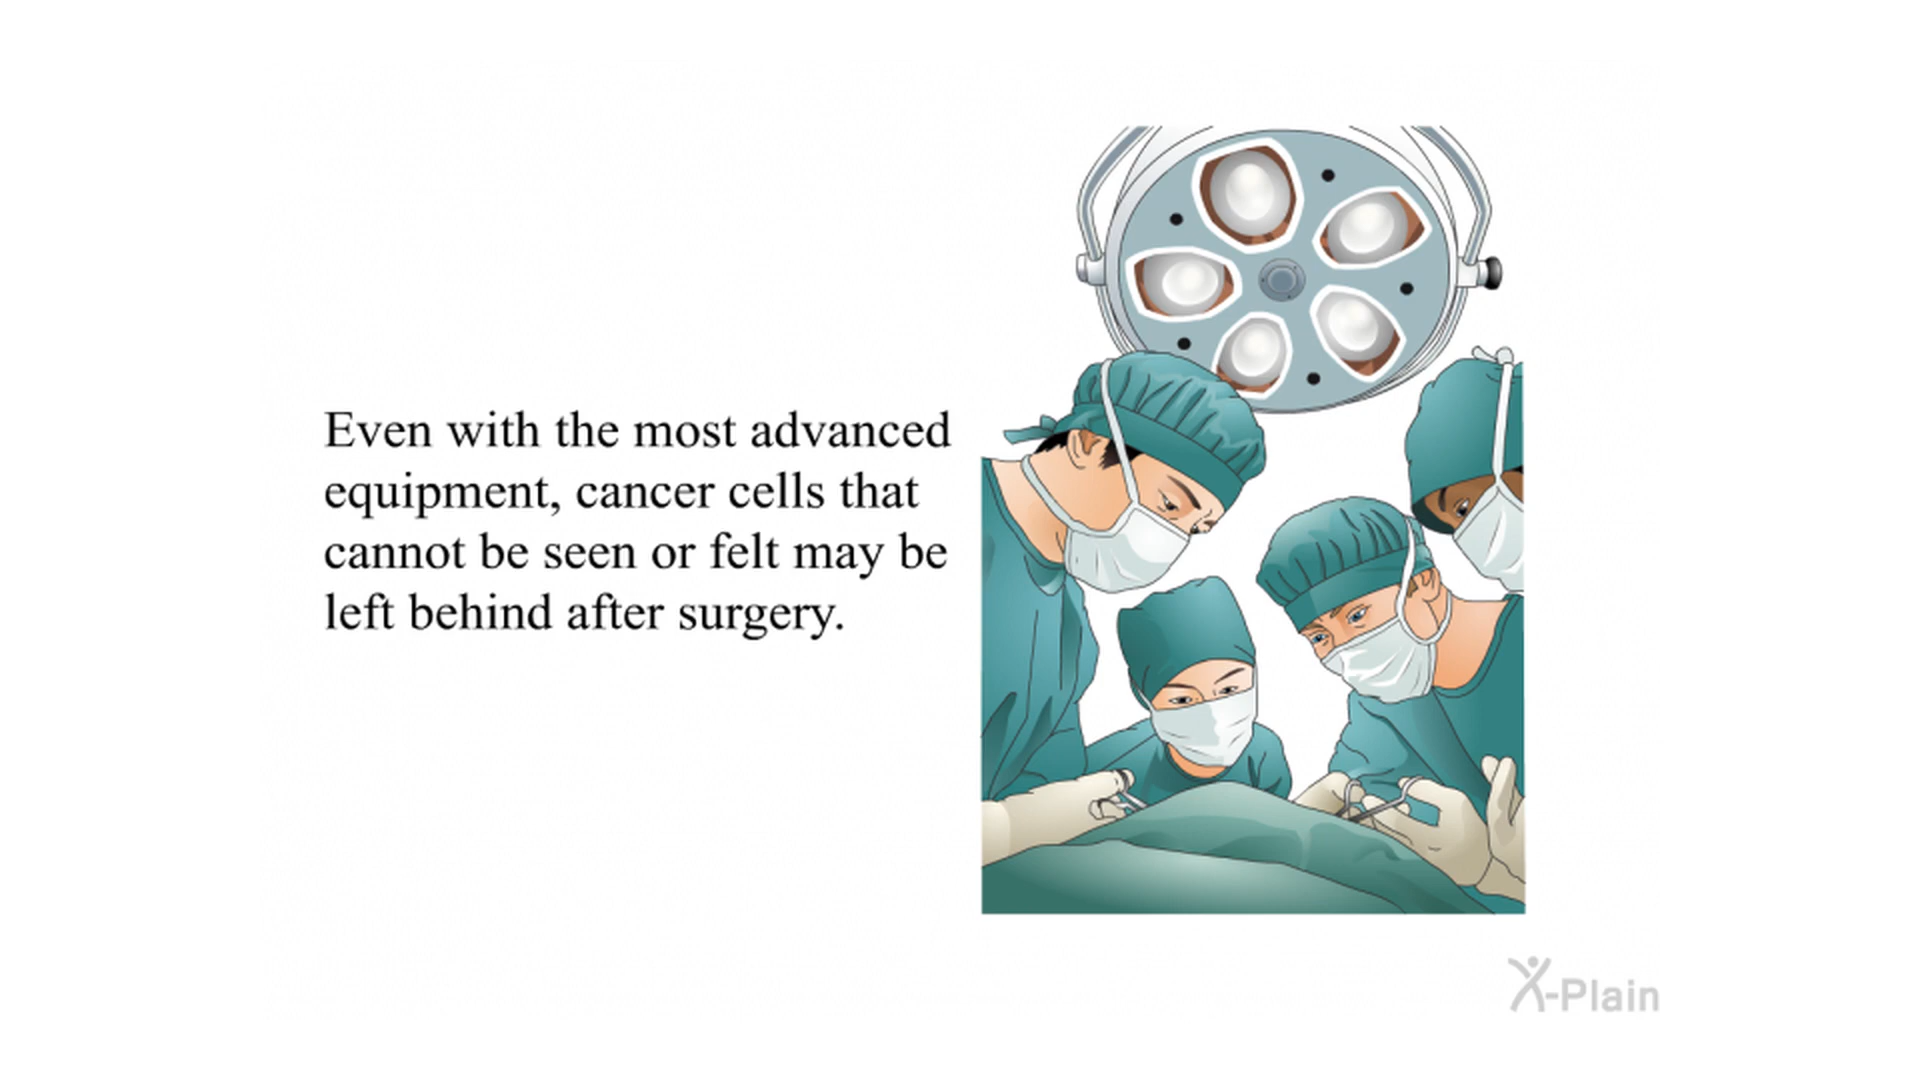 Even with the most advanced
equipment, cancer cells that
cannot be seen or felt may be
left behind after surgery.
X-Plain